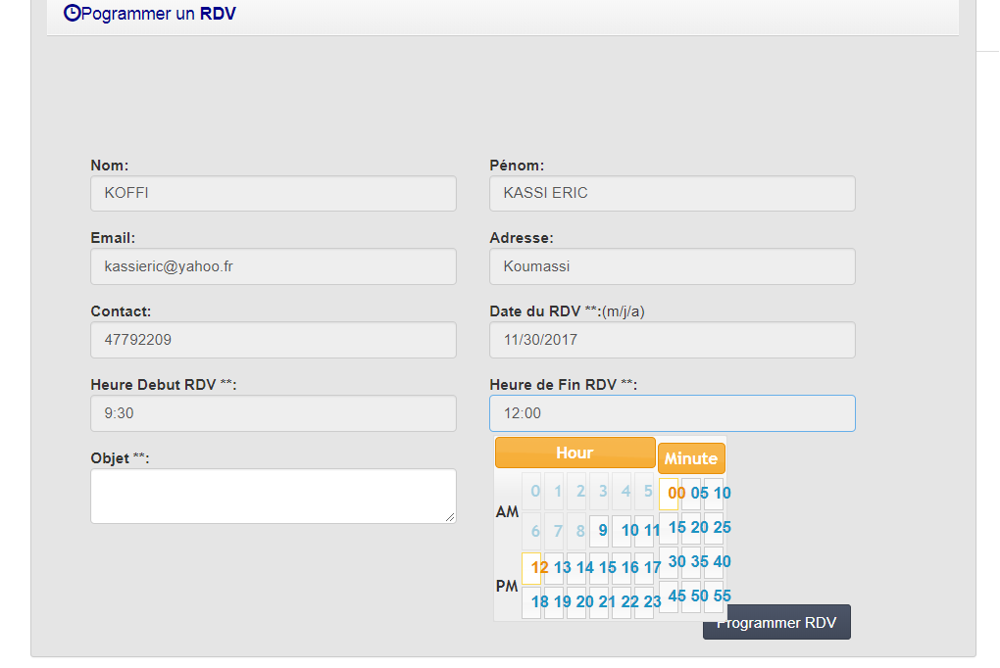 Pogrammer un RDV
Nom:
Pénom:
KOFFI
KASSI ERIC
Email:
Adresse:
kassieric@yahoo.fr
Koumassi
Contact:
Date du RDV **:(m/j/a)
47792209
11/30/2017
Heure Debut RDV **:
Heure de Fin RDV **:
9:30
12:00
Objet **:
Hour
Minute
AM
0 1 2 3 4 5
6 7 8 9 10 11
PM
12 13 14 15 16 17
18 19 20 21 22 23
00 05 10
15 20 25
30 35 40
45 50 55
Programmer RDV